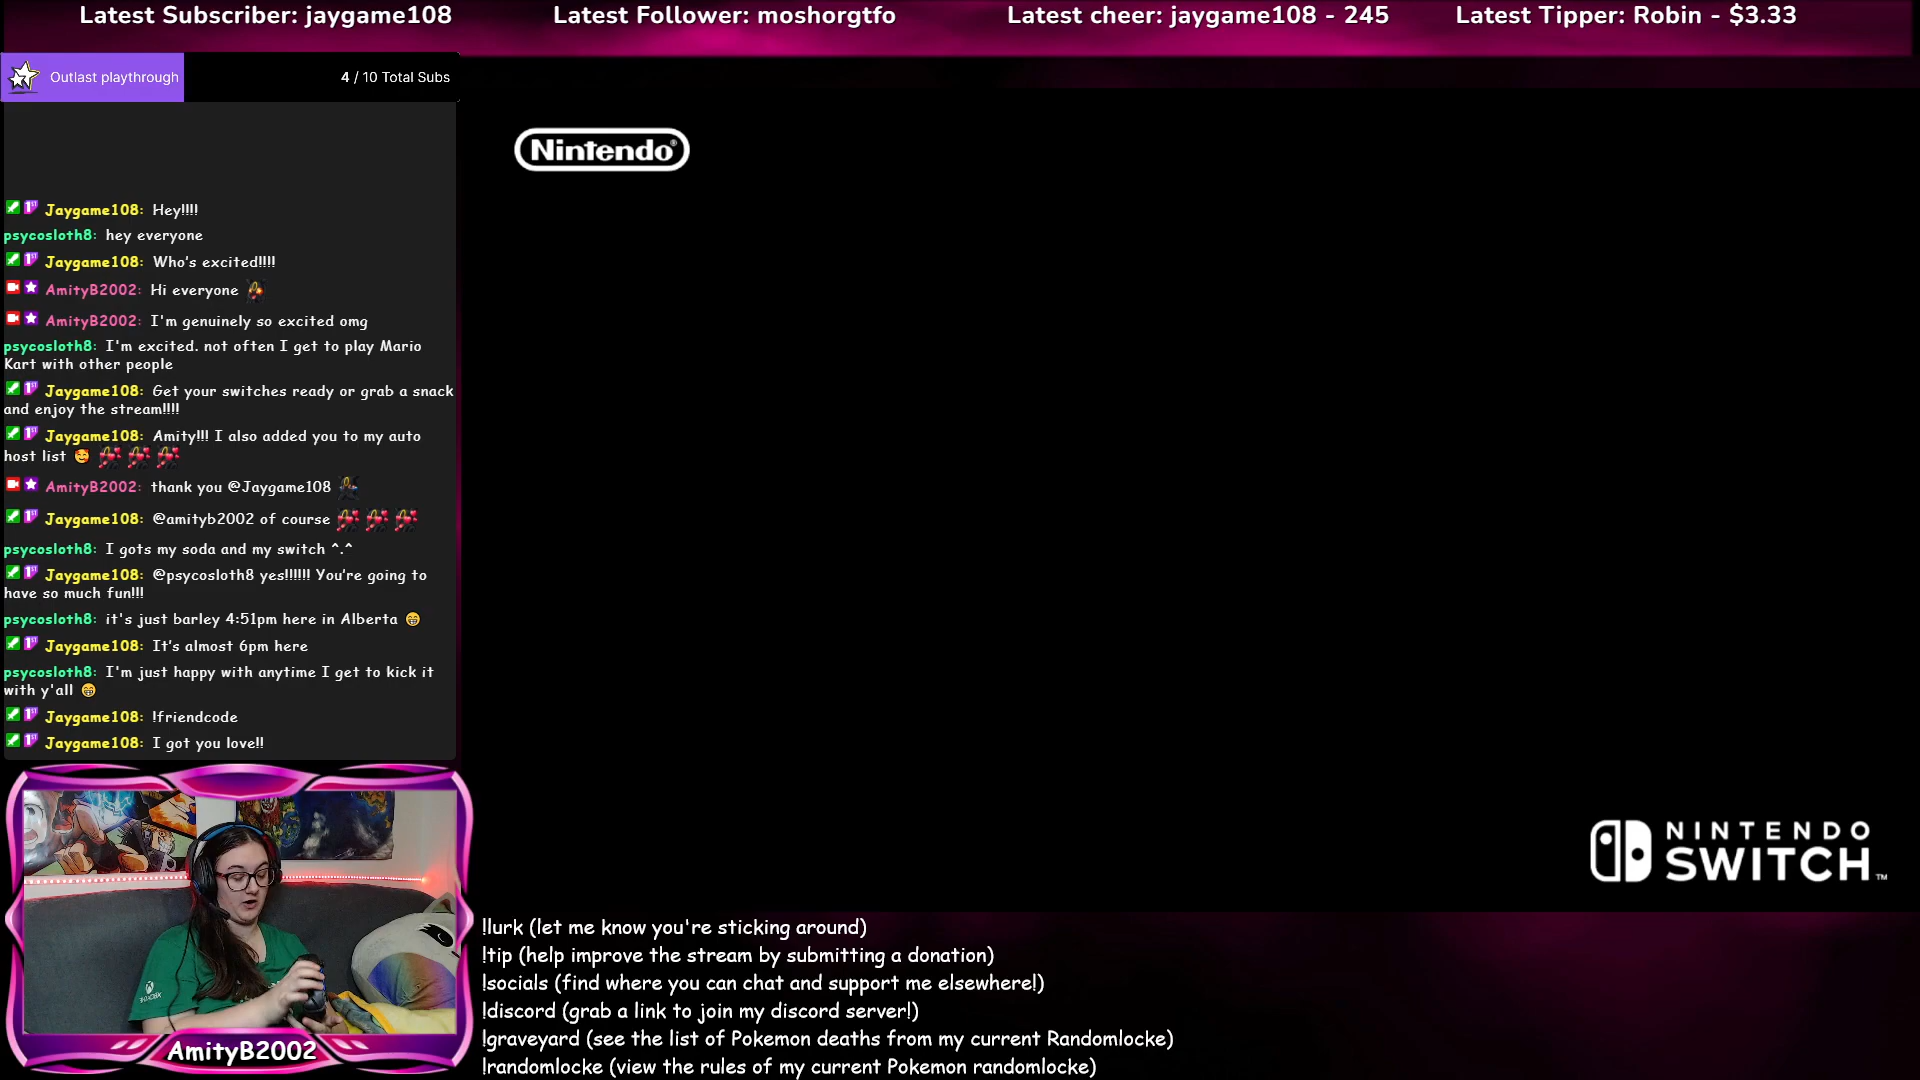 Latest Subscriber: jaygame108
Latest Follower: moshorgtfo
Latest cheer: jaygame108 - 245
Latest Tipper: Robin - $3.33
Outlast playthrough
4 / 10 Total Subs
Nintendo®
Jaygame108: Hey!!!!
psycosloth8: hey everyone
Jaygame108: Who's excited!!!!
AmityB2002: Hi everyone
AmityB2002: I'm genuinely so excited omg
psycosloth8: I'm excited. not often I get to play Mario
Kart with other people
Jaygame108: Get your switches ready or grab a snack
and enjoy the stream!!!!
Jaygame108: Amity!!! I also added you to my auto
host list 🥰
AmityB2002: thank you @Jaygame108
Jaygame108: @amityb2002 of course
psycosloth8: I gots my soda and my switch ^.^
Jaygame108: @psycosloth8 yes!!!!!! You're going to
have so much fun!!!
psycosloth8: it's just barley 4:51pm here in Alberta 😁
Jaygame108: It's almost 6pm here
psycosloth8: I'm just happy with anytime I get to kick it
with y'all 😁
Jaygame108: !friendcode
Jaygame108: I got you love!!
XBOX
AmityB2002
NINTENDO
SWITCH™
!lurk (let me know you're sticking around)
!tip (help improve the stream by submitting a donation)
!socials (find where you can chat and support me elsewhere!)
!discord (grab a link to join my discord server!)
!graveyard (see the list of Pokemon deaths from my current Randomlocke)
!randomlocke (view the rules of my current Pokemon randomlocke)